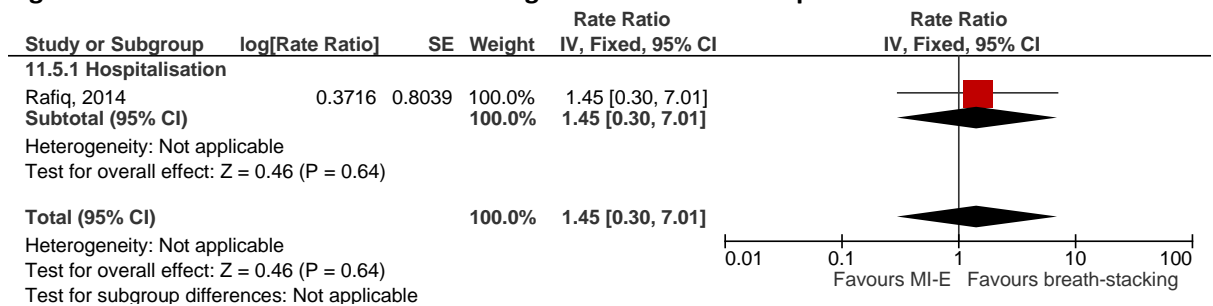 Rate Ratio Rate Ratio
Study or Subgroup log[Rate Ratio] SE Weight IV, Fixed, 95% CI IV, Fixed, 95% CI
11.5.1 Hospitalisation
Rafiq, 2014 0.3716 0.8039 100.0% 1.45 [0.30, 7.01]
Subtotal (95% CI) 100.0% 1.45 [0.30, 7.01]
Heterogeneity: Not applicable
Test for overall effect: Z = 0.46 (P = 0.64)
Total (95% CI) 100.0% 1.45 [0.30, 7.01]
Heterogeneity: Not applicable
Test for overall effect: Z = 0.46 (P = 0.64)
Test for subgroup differences: Not applicable
0.01 0.1 1 10 100
Favours MI-E Favours breath-stacking